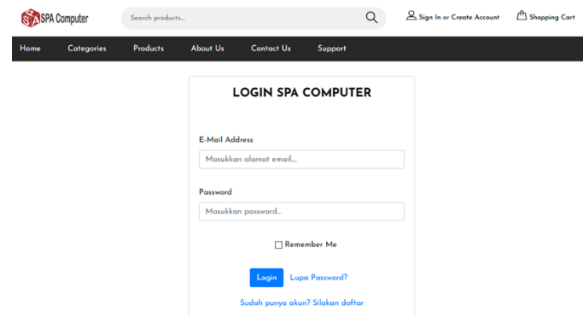 SPA SPA Computer
Search products...
Sign In or Create Account
Shopping Cart
Home Categories Products About Us Contact Us Support
LOGIN SPA COMPUTER
E-Mail Address
Masukkan alamat email...
Password
Masukkan password..
Remember Me
Login Lupa Password?
Sudah punya akun? Silakan daftar